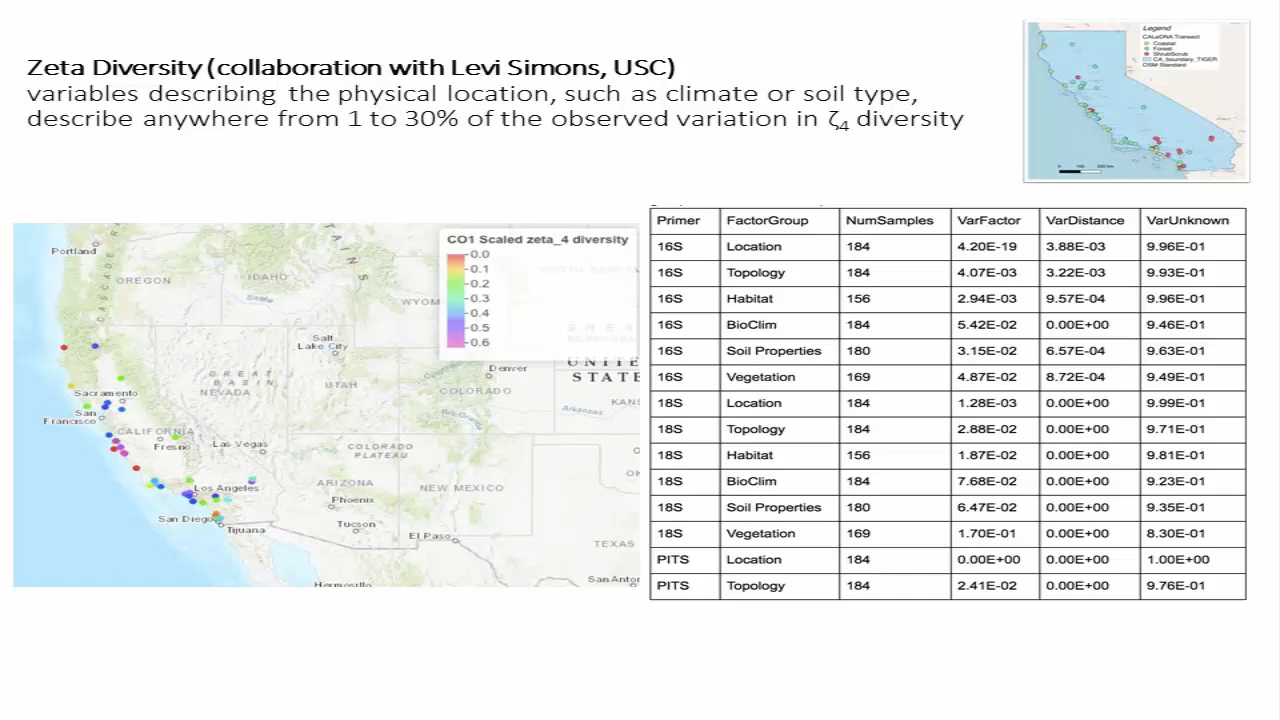 Zeta Diversity (collaboration with Levi Simons, USC)
variables describing the physical location, such as climate or soil type,
describe anywhere from 1 to 30% of the observed variation in ζ4 diversity
Legend
CALeDNA Transect
Coastal
Forest
ShrubScrub
CA_boundary_TIGER
OSM Standard
CO1 Scaled zeta_4 diversity
0.0
0.1
0.2
0.3
0.4
0.5
0.6
Portland
OREGON
IDAHO
Snake
WYOM
Salt
Lake City
GREAT
BASIN
NEVADA
UTAH
Denver
COLORADO
UNITE
STATE
KANS
Arkansas
Sacramento
San
Francisco
CALIFORNIA
Fresno
Las Vegas
COLORADO
PLATEAU
Los Angeles
ARIZONA
NEW MEXICO
Phoenix
San Diego
Tijuana
Tucson
El Paso
TEXAS
Hermosillo
San Anton
Primer FactorGroup NumSamples VarFactor VarDistance VarUnknown
16S Location 184 4.20E-19 3.88E-03 9.96E-01
16S Topology 184 4.07E-03 3.22E-03 9.93E-01
16S Habitat 156 2.94E-03 9.57E-04 9.96E-01
16S BioClim 184 5.42E-02 0.00E+00 9.46E-01
16S Soil Properties 180 3.15E-02 6.57E-04 9.63E-01
16S Vegetation 169 4.87E-02 8.72E-04 9.49E-01
18S Location 184 1.28E-03 0.00E+00 9.99E-01
18S Topology 184 2.88E-02 0.00E+00 9.71E-01
18S Habitat 156 1.87E-02 0.00E+00 9.81E-01
18S BioClim 184 7.68E-02 0.00E+00 9.23E-01
18S Soil Properties 180 6.47E-02 0.00E+00 9.35E-01
18S Vegetation 169 1.70E-01 0.00E+00 8.30E-01
PITS Location 184 0.00E+00 0.00E+00 1.00E+00
PITS Topology 184 2.41E-02 0.00E+00 9.76E-01